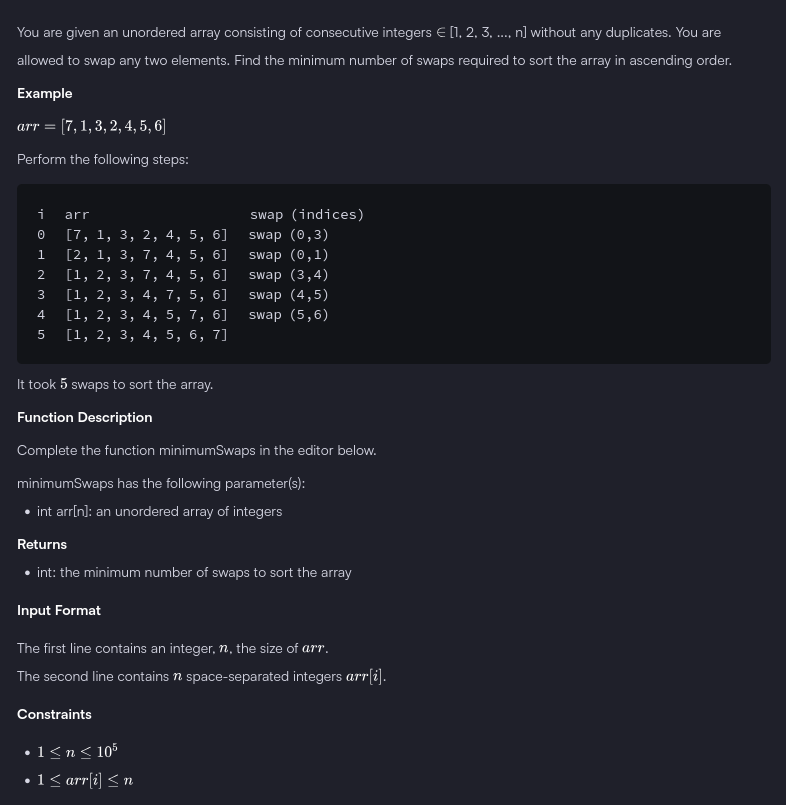 You are given an unordered array consisting of consecutive integers ∈ [1, 2, 3, ..., n] without any duplicates. You are
allowed to swap any two elements. Find the minimum number of swaps required to sort the array in ascending order.
Example
arr = [7, 1, 3, 2, 4, 5, 6]
Perform the following steps:
i   arr                         swap (indices)
0   [7, 1, 3, 2, 4, 5, 6]   swap (0,3)
1   [2, 1, 3, 7, 4, 5, 6]   swap (0,1)
2   [1, 2, 3, 7, 4, 5, 6]   swap (3,4)
3   [1, 2, 3, 4, 7, 5, 6]   swap (4,5)
4   [1, 2, 3, 4, 5, 7, 6]   swap (5,6)
5   [1, 2, 3, 4, 5, 6, 7]
It took 5 swaps to sort the array.
Function Description
Complete the function minimumSwaps in the editor below.
minimumSwaps has the following parameter(s):
• int arr[n]: an unordered array of integers
Returns
• int: the minimum number of swaps to sort the array
Input Format
The first line contains an integer, n, the size of arr.
The second line contains n space-separated integers arr[i].
Constraints
• 1 ≤ n ≤ 10⁵
• 1 ≤ arr[i] ≤ n